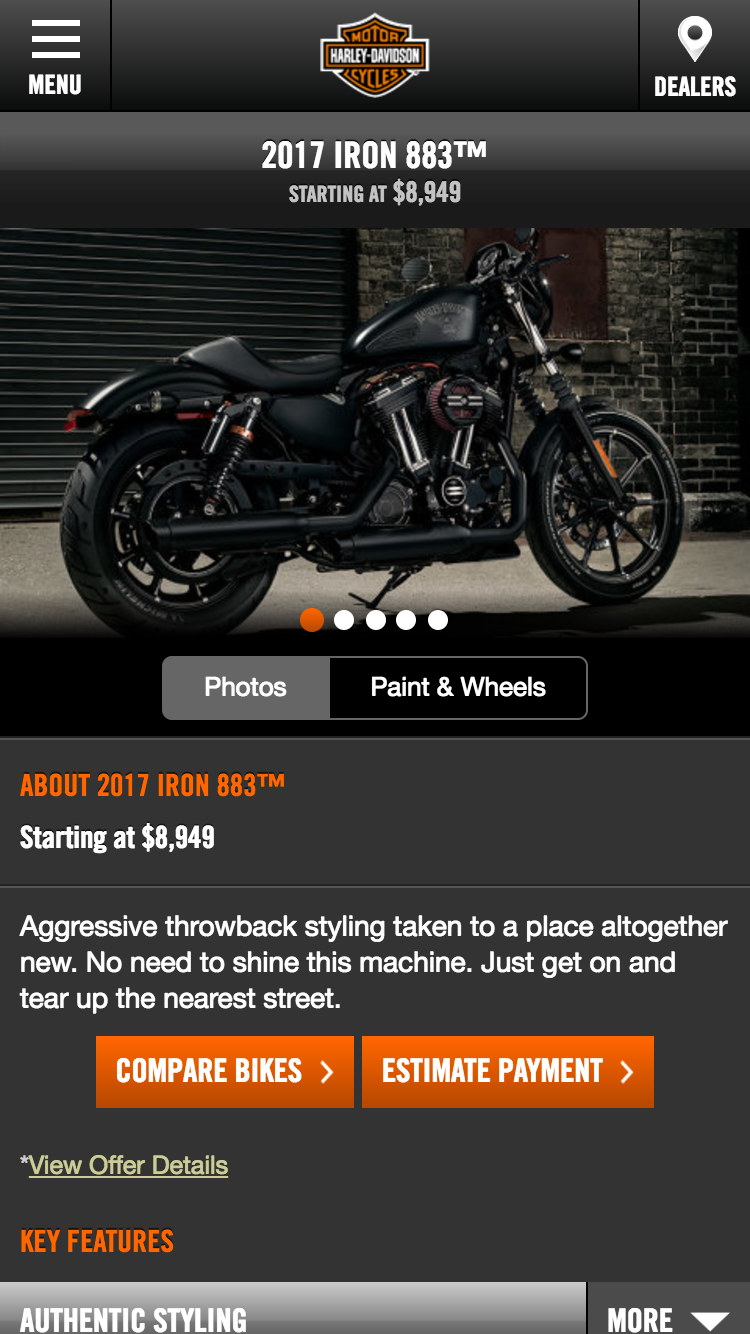 MENU
MOTOR
HARLEY-DAVIDSON
CYCLES
DEALERS
2017 IRON 883™
STARTING AT $8,949
HARLEY-DAVIDSON
MICHELIN
Photos
Paint & Wheels
ABOUT 2017 IRON 883™
Starting at $8,949
Aggressive throwback styling taken to a place altogether
new. No need to shine this machine. Just get on and
tear up the nearest street.
COMPARE BIKES
ESTIMATE PAYMENT
*View Offer Details
KEY FEATURES
AUTHENTIC STYLING
MORE